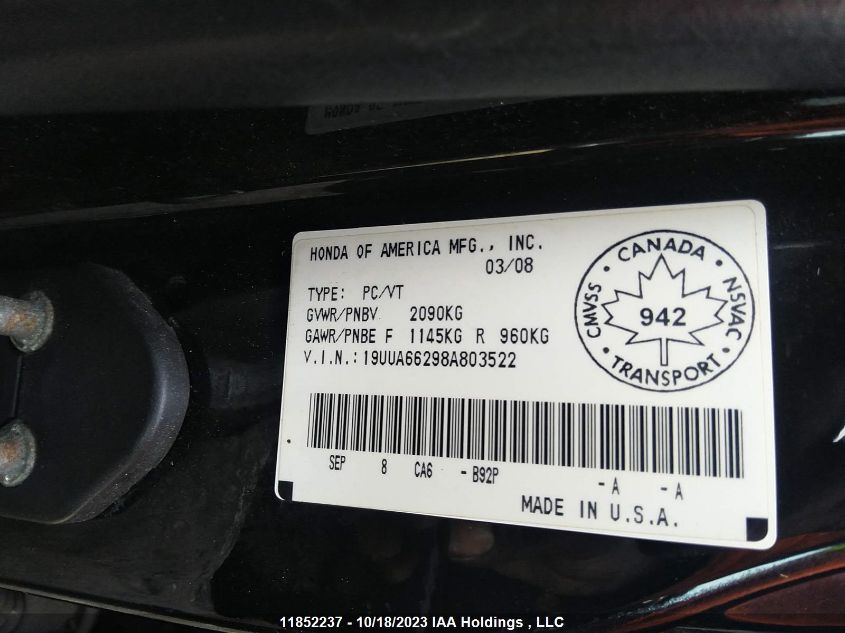 HONDA OF AMERICA MFG., INC.
03/08
TYPE: PC/VT
GVWR/PNBV 2090KG
GAWR/PNBE F 1145KG R 960KG
V.I.N.: 19UUA66298A803522
CANADA
CMVSS • NSVAC
942
TRANSPORT
SEP 8 CA6 - B92P - A - A
MADE IN U.S.A.
11852237 - 10/18/2023 IAA Holdings , LLC